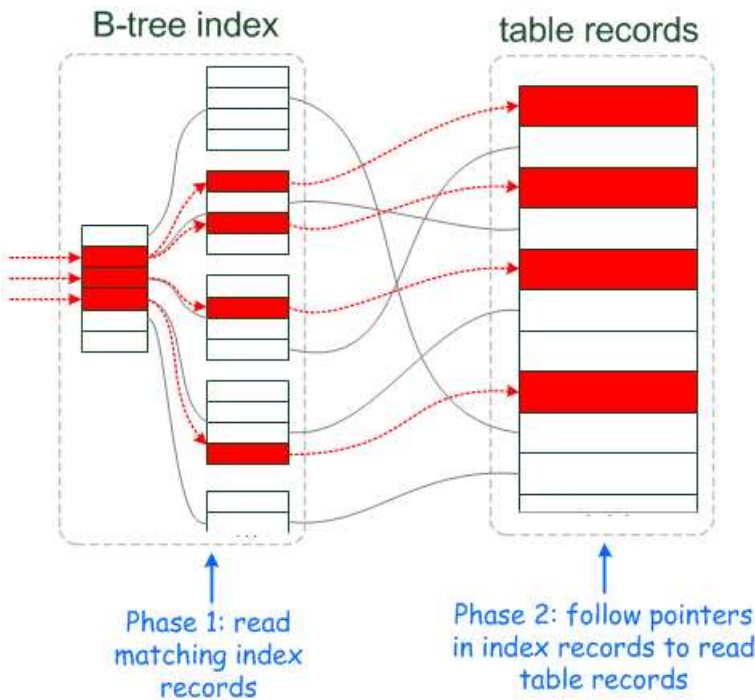 B-tree index
table records
. . .
. . .
Phase 1: read
matching index
records
Phase 2: follow pointers
in index records to read
table records